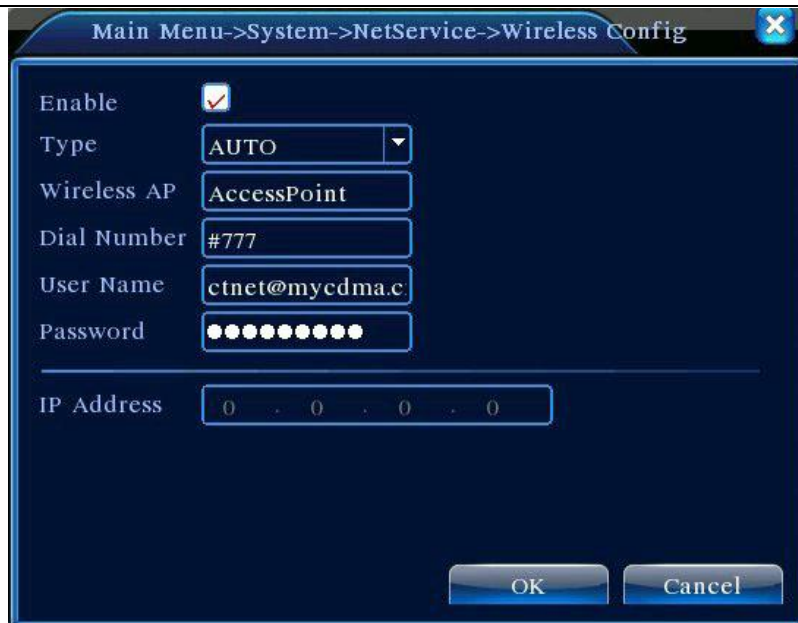 Main Menu->System->NetService->Wireless Config
Enable
Type AUTO
Wireless AP AccessPoint
Dial Number #777
User Name ctnet@mycdma.c
Password ●●●●●●●●●
IP Address 0 . 0 . 0 . 0
OK Cancel